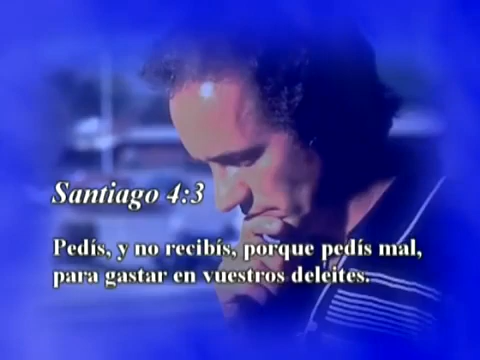 Santiago 4:3
Pedís, y no recibís, porque pedís mal,
para gastar en vuestros deleites.